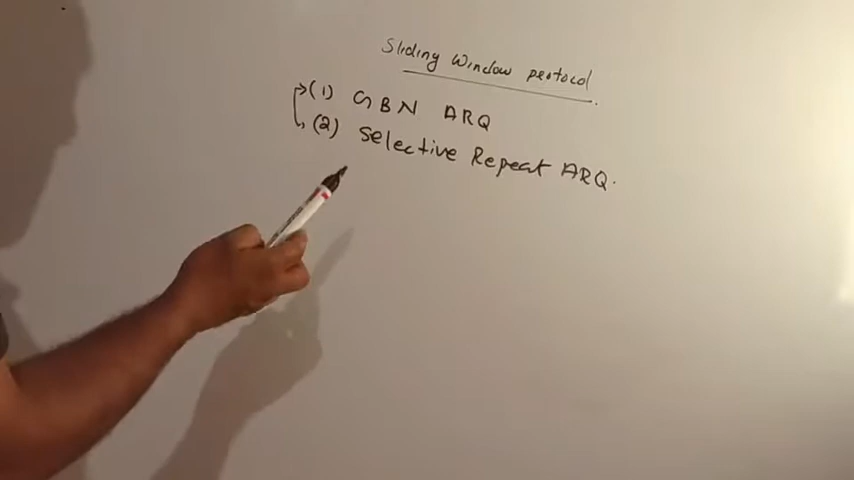 Sliding Window protocol
(1) GBN ARQ
(2) Selective Repeat ARQ.